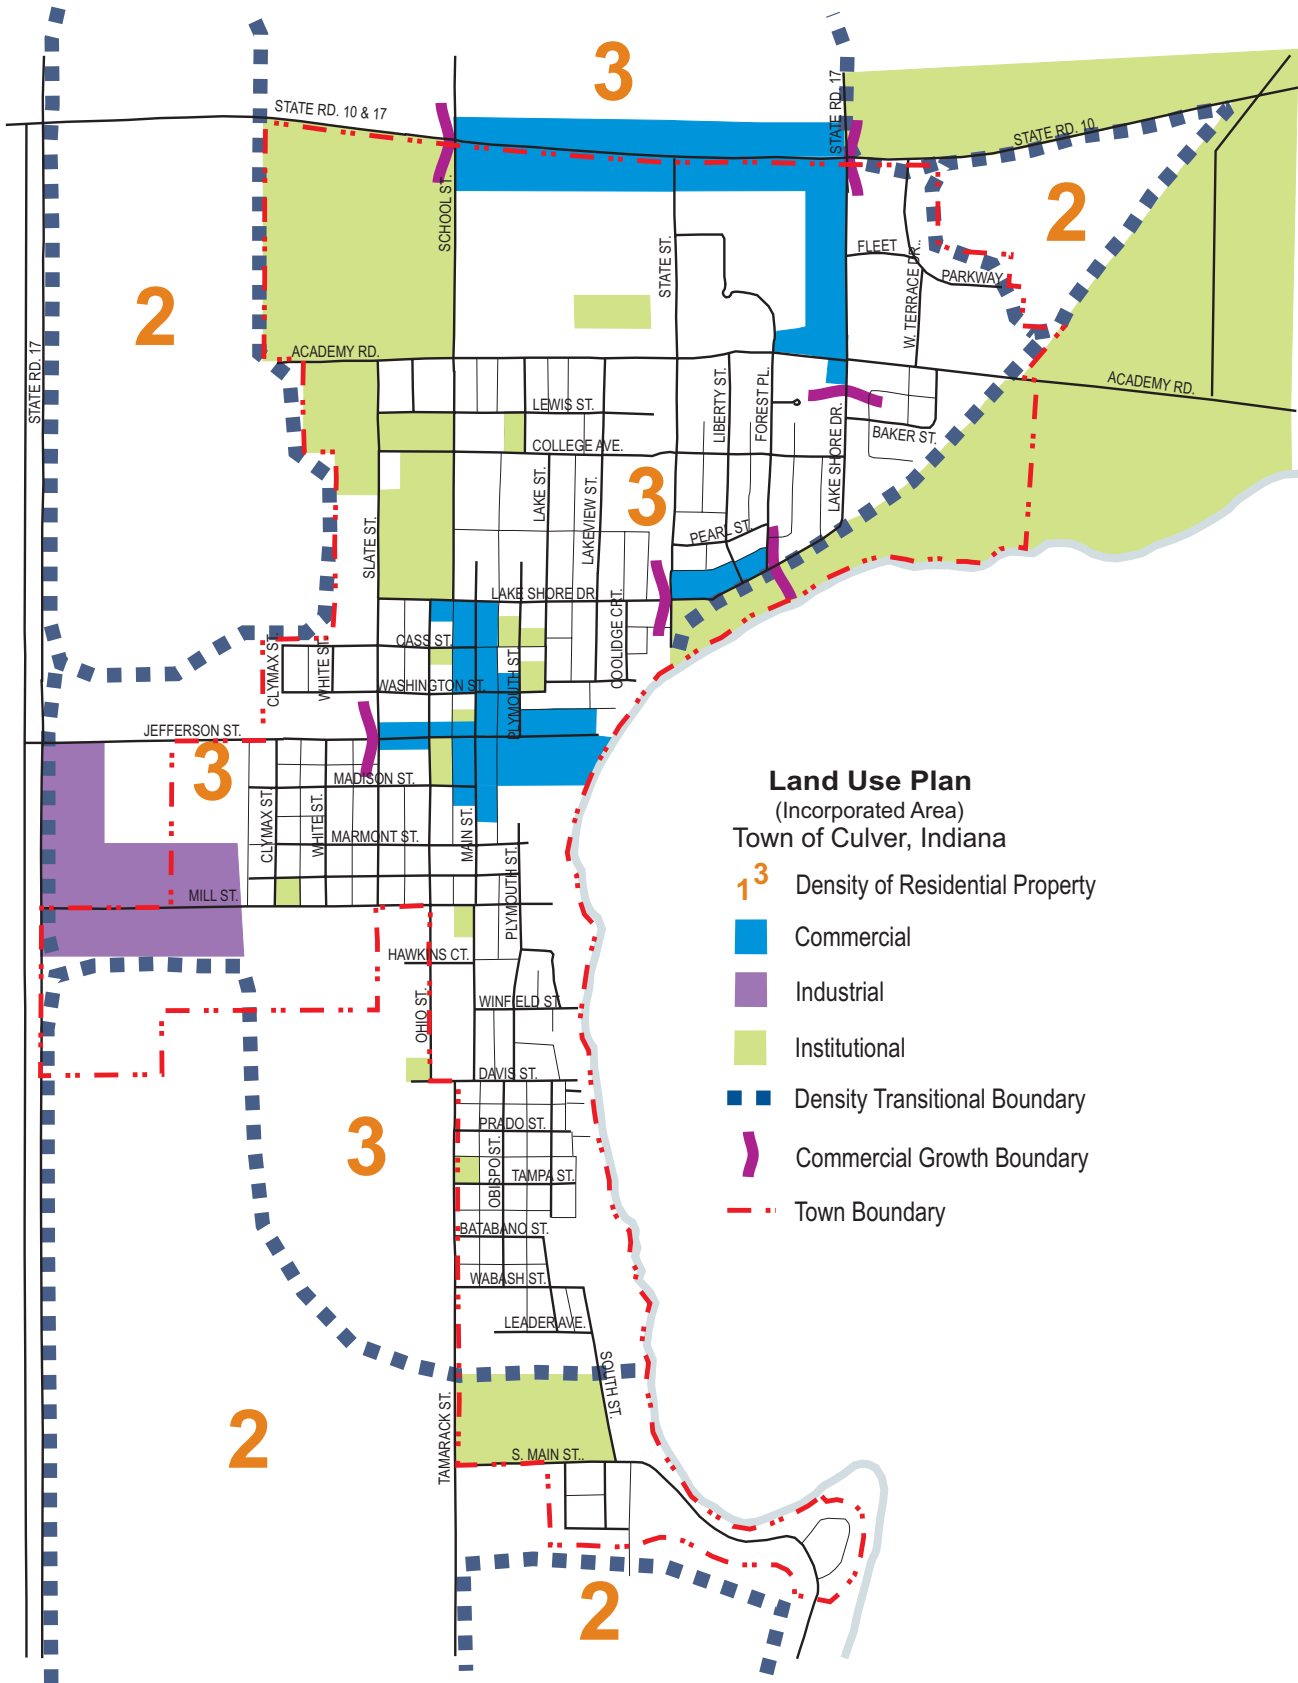 3
STATE RD. 10 & 17
STATE RD. 17
STATE RD. 10
SCHOOL ST.
2
STATE ST.
FLEET
PARKWAY
W. TERRACE DR..
2
STATE RD. 17
ACADEMY RD.
ACADEMY RD.
LEWIS ST.
LIBERTY ST.
FOREST PL.
LAKE SHORE DR.
BAKER ST.
COLLEGE AVE.
3
LAKE ST.
LAKEVIEW ST.
PEARL ST.
SLATE ST.
LAKE SHORE DR.
COOLIDGE CRT.
CASS ST.
CLYMAX ST.
WHITE ST.
WASHINGTON ST.
PLYMOUTH ST.
JEFFERSON ST.
3
MADISON ST.
CLYMAX ST.
WHITE ST.
MARMONT ST.
MAIN ST.
PLYMOUTH ST.
MILL ST.
HAWKINS CT.
OHIO ST.
WINFIELD ST.
DAVIS ST.
3
PRADO ST.
OBISPO ST.
TAMPA ST.
BATABANO ST.
WABASH ST.
LEADER AVE.
SOUTH ST.
2
TAMARACK ST.
S. MAIN ST..
2
Land Use Plan
(Incorporated Area)
Town of Culver, Indiana
1 3 Density of Residential Property
Commercial
Industrial
Institutional
Density Transitional Boundary
Commercial Growth Boundary
Town Boundary